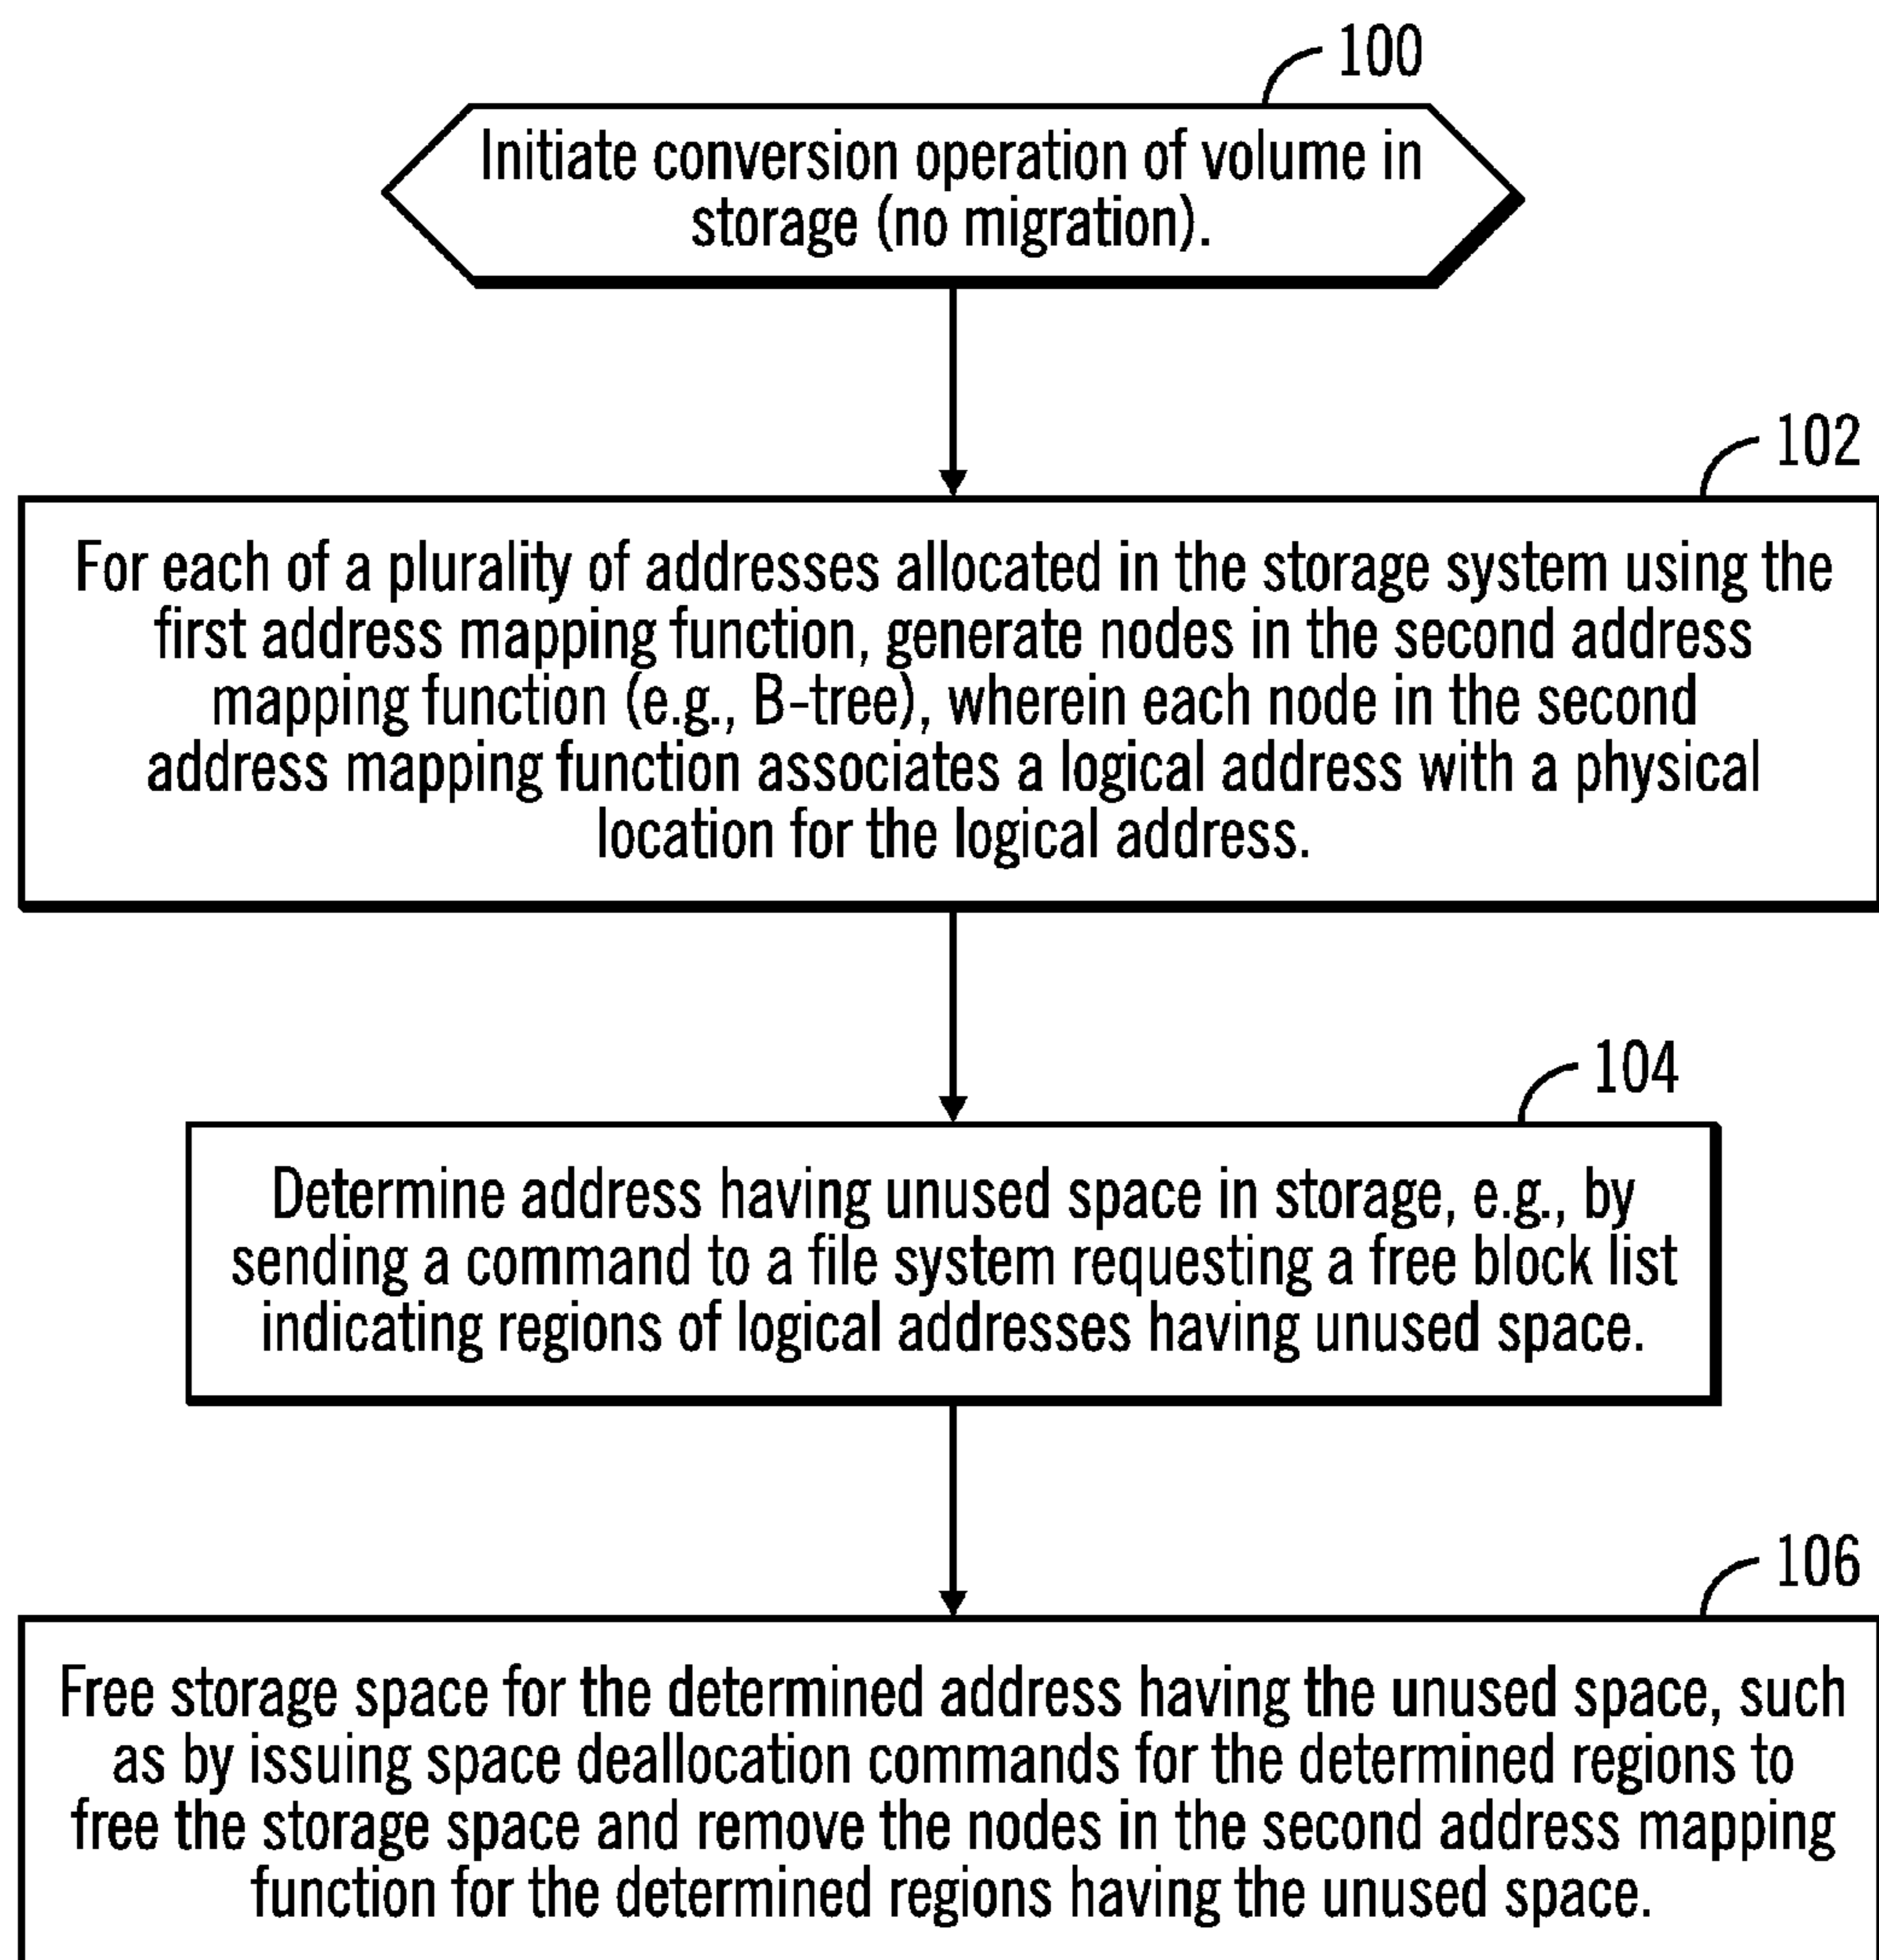 100
Initiate conversion operation of volume in
storage (no migration).
102
For each of a plurality of addresses allocated in the storage system using the
first address mapping function, generate nodes in the second address
mapping function (e.g., B-tree), wherein each node in the second
address mapping function associates a logical address with a physical
location for the logical address.
104
Determine address having unused space in storage, e.g., by
sending a command to a file system requesting a free block list
indicating regions of logical addresses having unused space.
106
Free storage space for the determined address having the unused space, such
as by issuing space deallocation commands for the determined regions to
free the storage space and remove the nodes in the second address mapping
function for the determined regions having the unused space.